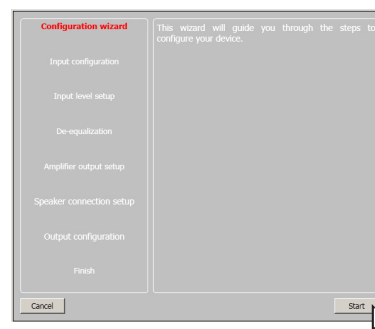 Configuration wizard
Input configuration
Input level setup
De-equalization
Amplifier output setup
Speaker connection setup
Output configuration
Finish
This wizard will guide you through the steps to
configure your device.
Cancel
Start